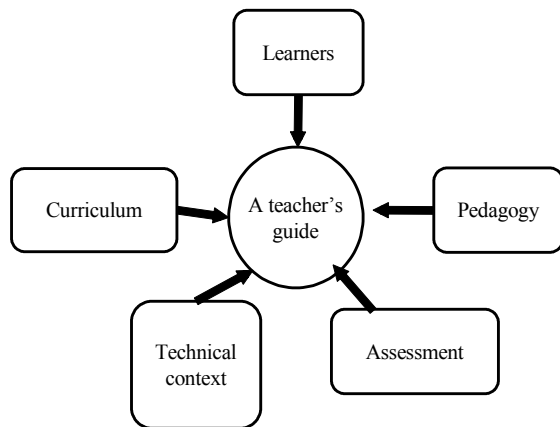 Learners
Curriculum
A teacher’s
guide
Pedagogy
Technical
context
Assessment